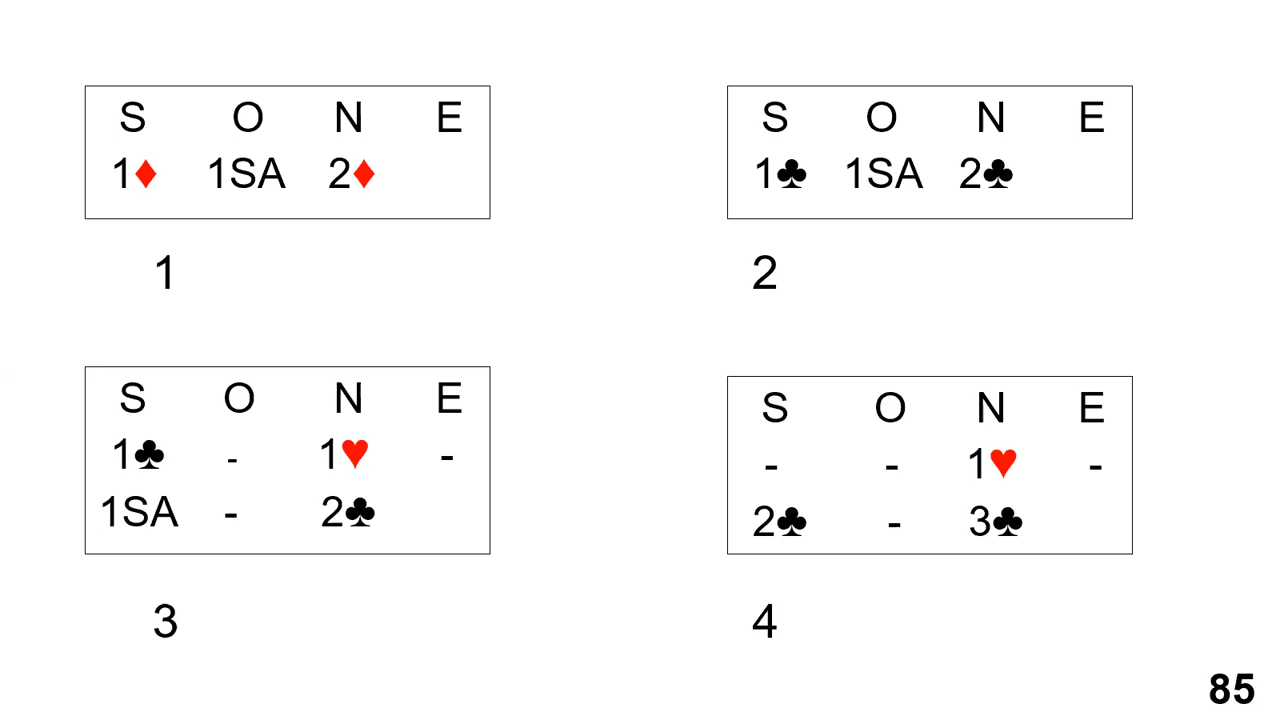 S O N E
1♦ 1SA 2♦
1
S O N E
1♣ 1SA 2♣
2
S O N E
1♣ - 1♥ -
1SA - 2♣
3
S O N E
- - 1♥ -
2♣ - 3♣
4
85